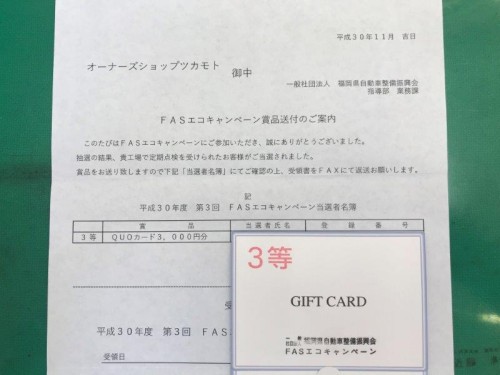 平成30年11月 吉日
オーナーズショップツカモト
御中
一般社団法人 福岡県自動車整備振興会
指導部 業務課
FASエコキャンペーン賞品送付のご案内
このたびはFASエコキャンペーンにご参加いただき、誠にありがとうございました。
抽選の結果、貴工場で定期点検を受けられたお客様がご当選されました。
賞品をお送り致しますので下記「当選者名簿」にてご確認の上、受領書をFAXにて返送お願いします。
記
平成30年度 第3回 FASエコキャンペーン当選者名簿
賞 品 当選者氏名 登 録 番 号
3等 QUOカード3,000円分
3等
GIFT CARD
一般社団法人 福岡県自動車整備振興会
FASエコキャンペーン
受
平成30年度 第3回 FAS
受領日